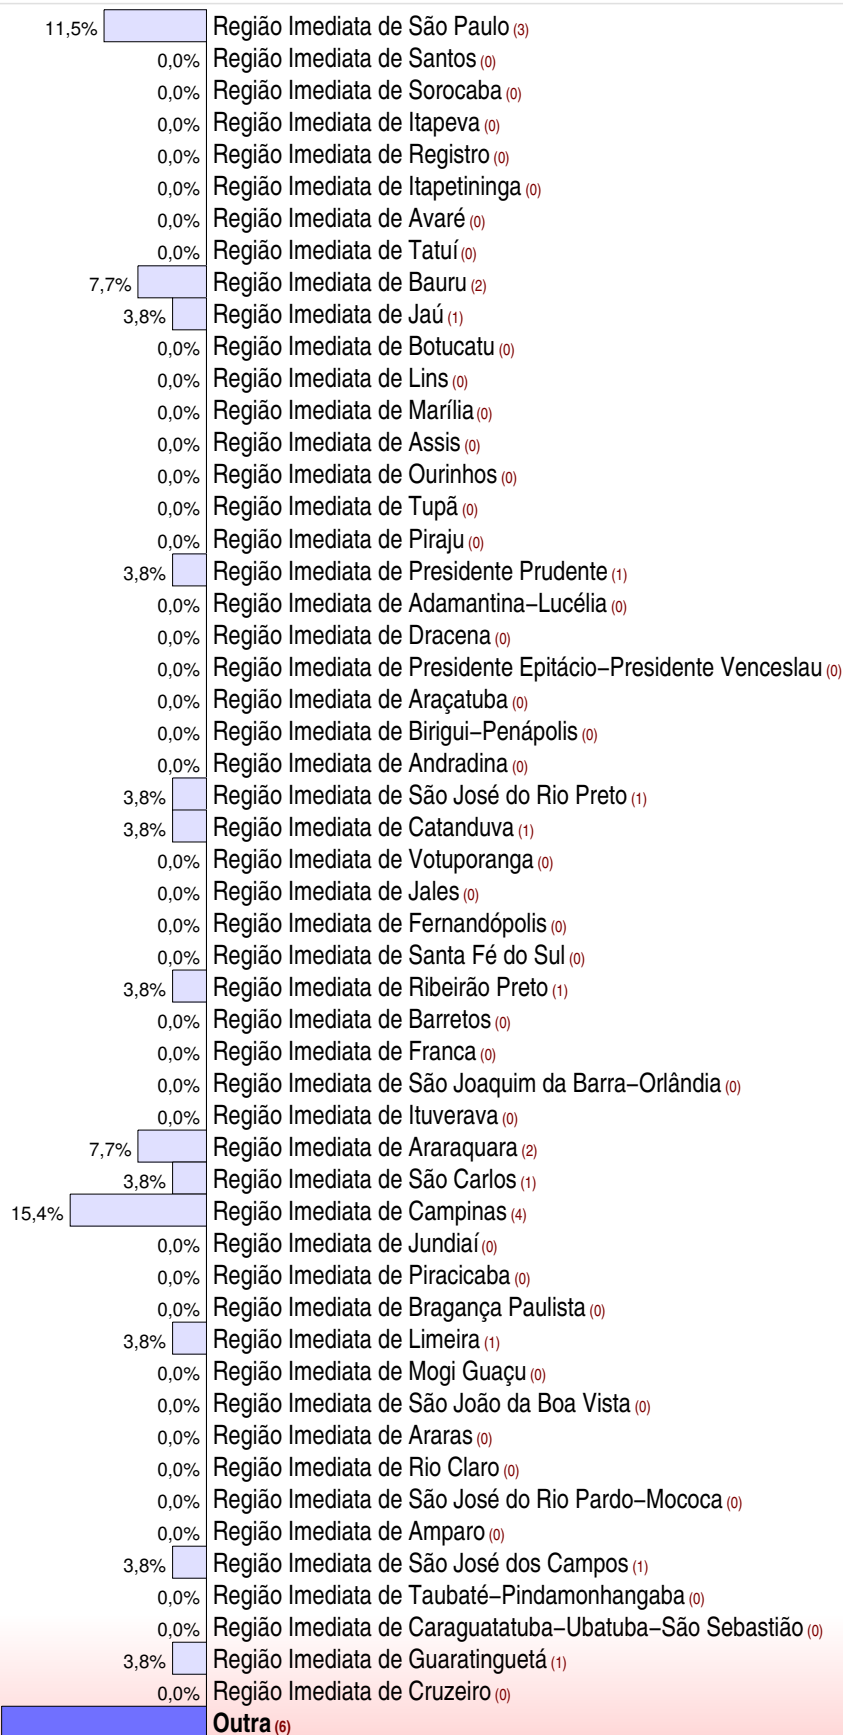 11,5% Região Imediata de São Paulo (3)
0,0% Região Imediata de Santos (0)
0,0% Região Imediata de Sorocaba (0)
0,0% Região Imediata de Itapeva (0)
0,0% Região Imediata de Registro (0)
0,0% Região Imediata de Itapetininga (0)
0,0% Região Imediata de Avaré (0)
0,0% Região Imediata de Tatuí (0)
7,7% Região Imediata de Bauru (2)
3,8% Região Imediata de Jaú (1)
0,0% Região Imediata de Botucatu (0)
0,0% Região Imediata de Lins (0)
0,0% Região Imediata de Marília (0)
0,0% Região Imediata de Assis (0)
0,0% Região Imediata de Ourinhos (0)
0,0% Região Imediata de Tupã (0)
0,0% Região Imediata de Piraju (0)
3,8% Região Imediata de Presidente Prudente (1)
0,0% Região Imediata de Adamantina−Lucélia (0)
0,0% Região Imediata de Dracena (0)
0,0% Região Imediata de Presidente Epitácio−Presidente Venceslau (0)
0,0% Região Imediata de Araçatuba (0)
0,0% Região Imediata de Birigui−Penápolis (0)
0,0% Região Imediata de Andradina (0)
3,8% Região Imediata de São José do Rio Preto (1)
3,8% Região Imediata de Catanduva (1)
0,0% Região Imediata de Votuporanga (0)
0,0% Região Imediata de Jales (0)
0,0% Região Imediata de Fernandópolis (0)
0,0% Região Imediata de Santa Fé do Sul (0)
3,8% Região Imediata de Ribeirão Preto (1)
0,0% Região Imediata de Barretos (0)
0,0% Região Imediata de Franca (0)
0,0% Região Imediata de São Joaquim da Barra−Orlândia (0)
0,0% Região Imediata de Ituverava (0)
7,7% Região Imediata de Araraquara (2)
3,8% Região Imediata de São Carlos (1)
15,4% Região Imediata de Campinas (4)
0,0% Região Imediata de Jundiaí (0)
0,0% Região Imediata de Piracicaba (0)
0,0% Região Imediata de Bragança Paulista (0)
3,8% Região Imediata de Limeira (1)
0,0% Região Imediata de Mogi Guaçu (0)
0,0% Região Imediata de São João da Boa Vista (0)
0,0% Região Imediata de Araras (0)
0,0% Região Imediata de Rio Claro (0)
0,0% Região Imediata de São José do Rio Pardo−Mococa (0)
0,0% Região Imediata de Amparo (0)
3,8% Região Imediata de São José dos Campos (1)
0,0% Região Imediata de Taubaté−Pindamonhangaba (0)
0,0% Região Imediata de Caraguatatuba−Ubatuba−São Sebastião (0)
3,8% Região Imediata de Guaratinguetá (1)
0,0% Região Imediata de Cruzeiro (0)
Outra (6)